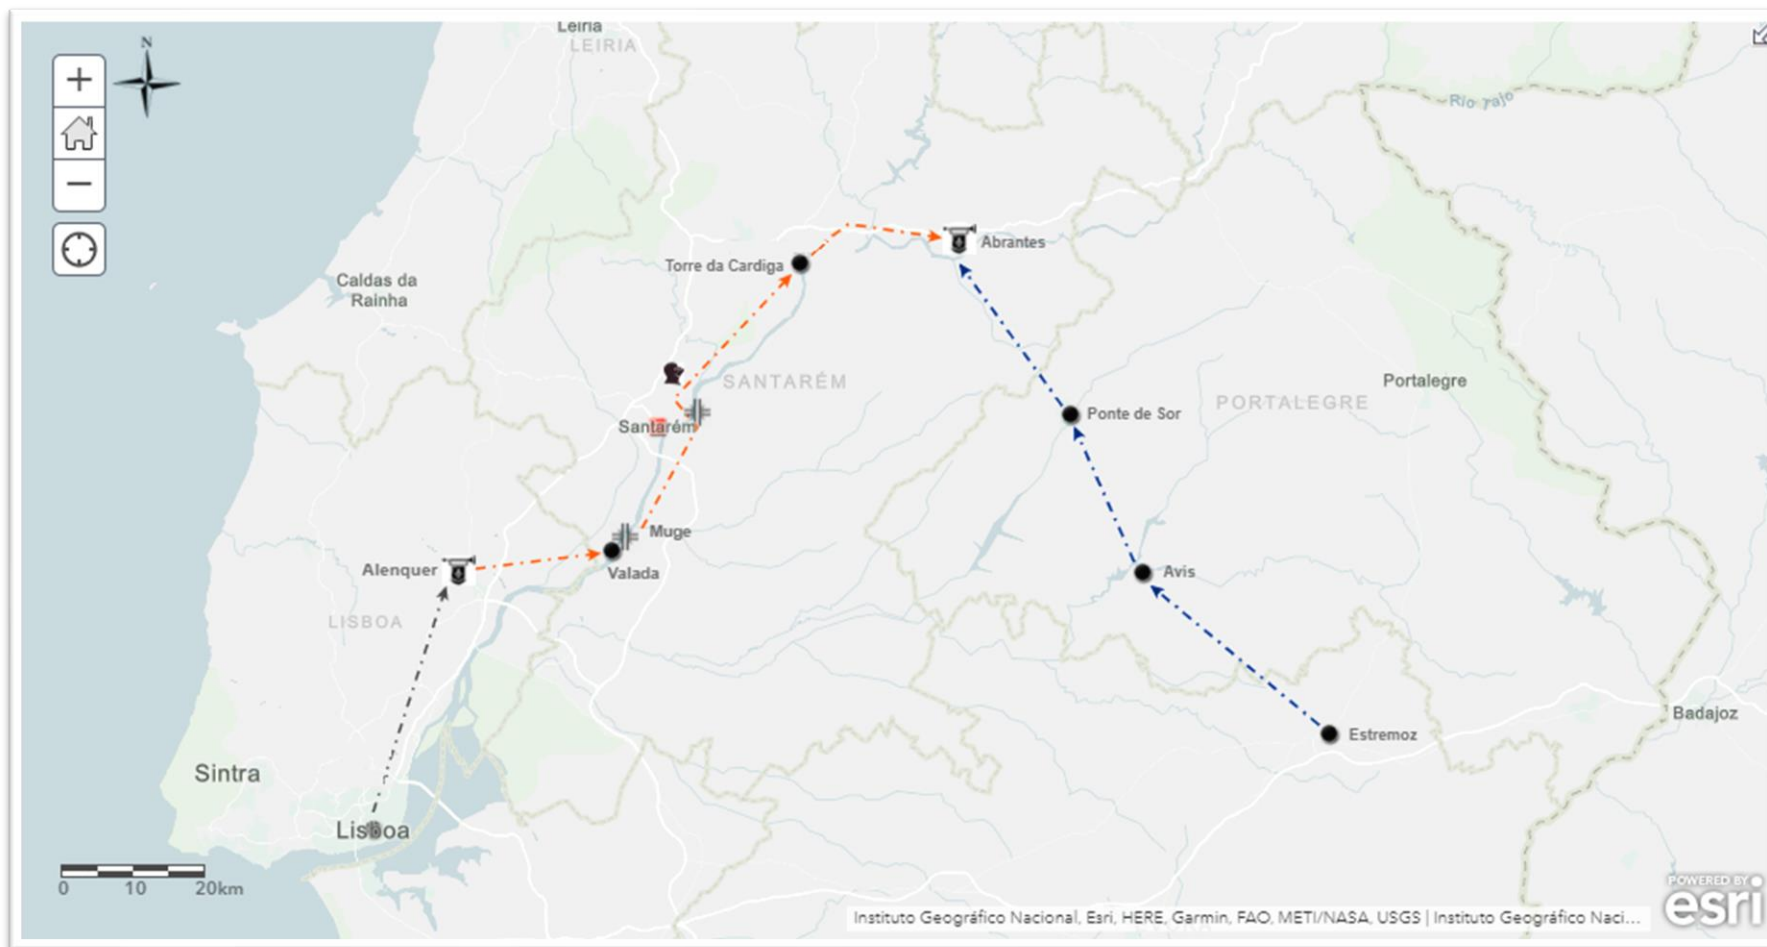 Leiria
LEIRIA
N
+
Rio Tajo
−
Abrantes
Torre da Cardiga
Caldas da
Rainha
SANTARÉM
Portalegre
PORTALEGRE
Ponte de Sor
Santarém
Muge
Alenquer
Valada
Avis
LISBOA
Badajoz
Estremoz
Sintra
Lisboa
0 10 20km
POWERED BY
esri
Instituto Geográfico Nacional, Esri, HERE, Garmin, FAO, METI/NASA, USGS | Instituto Geográfico Naci...